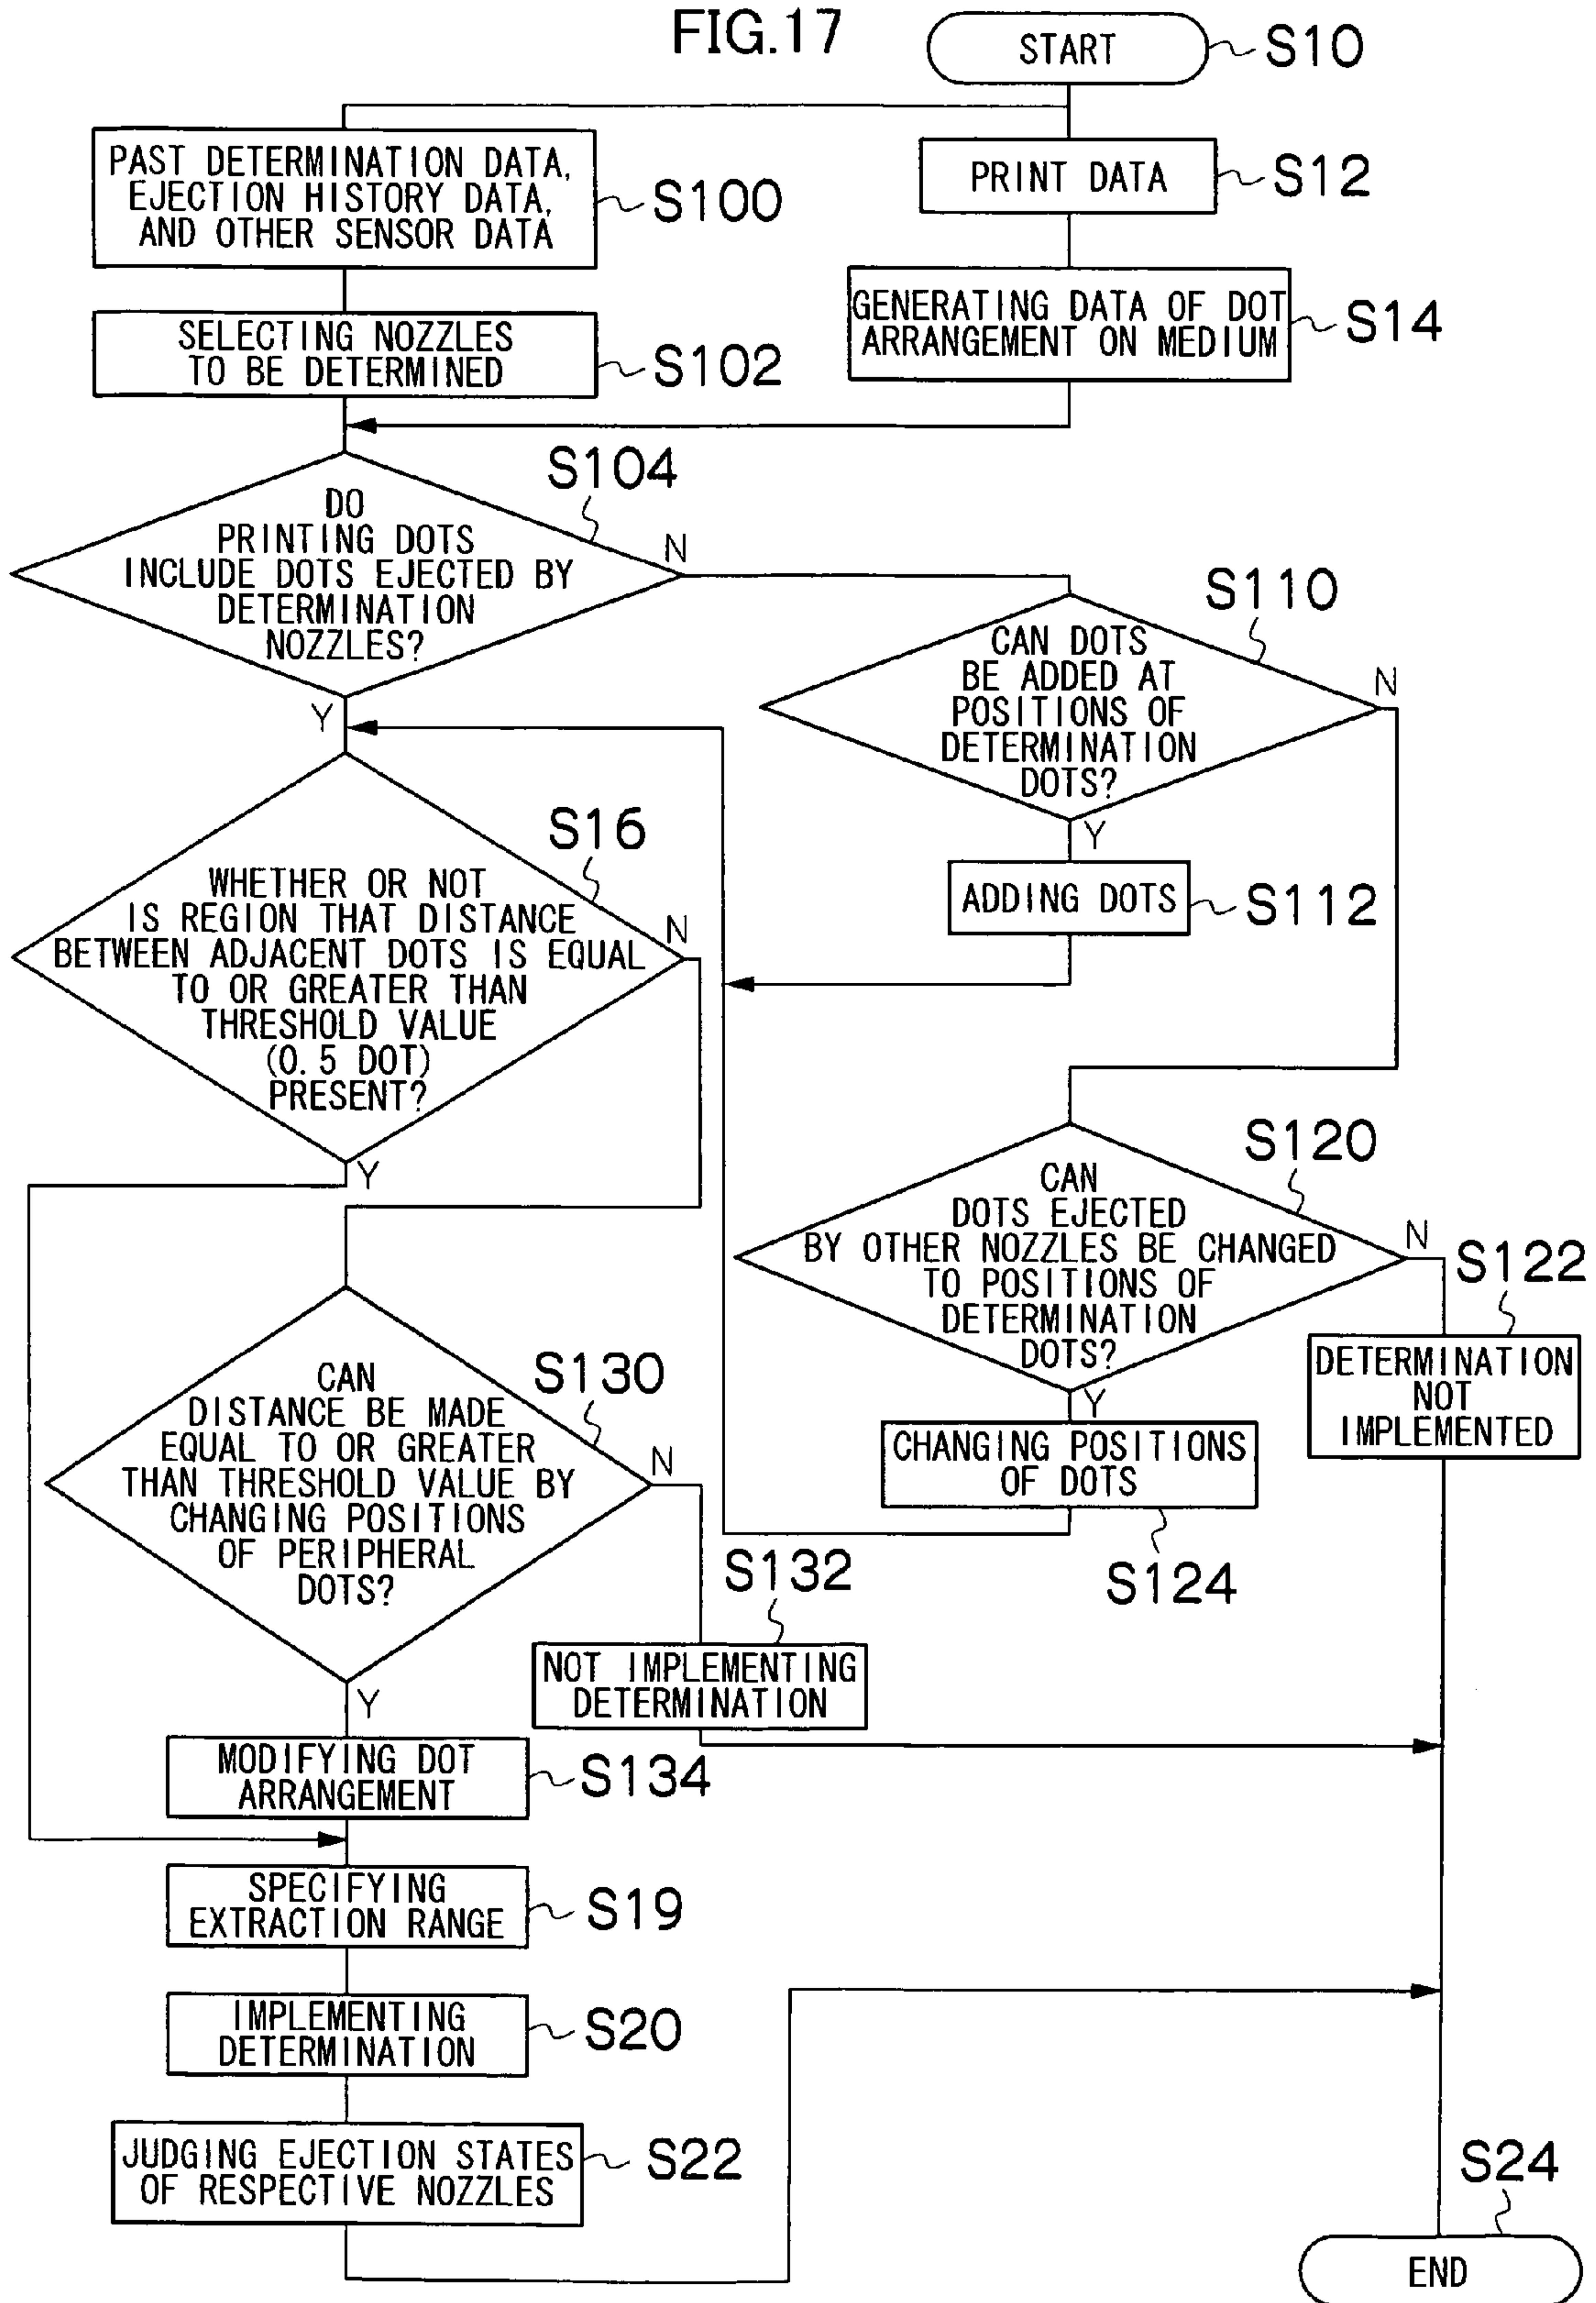 FIG.17
START
S10
PAST DETERMINATION DATA,
EJECTION HISTORY DATA,
AND OTHER SENSOR DATA
S100
PRINT DATA
S12
SELECTING NOZZLES
TO BE DETERMINED
S102
GENERATING DATA OF DOT
ARRANGEMENT ON MEDIUM
S14
S104
DO
PRINTING DOTS
INCLUDE DOTS EJECTED BY
DETERMINATION
NOZZLES?
N
Y
S110
CAN DOTS
BE ADDED AT
POSITIONS OF
DETERMINATION
DOTS?
N
Y
ADDING DOTS
S112
S16
WHETHER OR NOT
IS REGION THAT DISTANCE
BETWEEN ADJACENT DOTS IS EQUAL
TO OR GREATER THAN
THRESHOLD VALUE
(0.5 DOT)
PRESENT?
N
Y
S120
CAN
DOTS EJECTED
BY OTHER NOZZLES BE CHANGED
TO POSITIONS OF
DETERMINATION
DOTS?
N
Y
S122
DETERMINATION
NOT
IMPLEMENTED
CHANGING POSITIONS
OF DOTS
S124
S130
CAN
DISTANCE BE MADE
EQUAL TO OR GREATER
THAN THRESHOLD VALUE BY
CHANGING POSITIONS
OF PERIPHERAL
DOTS?
N
Y
S132
NOT IMPLEMENTING
DETERMINATION
MODIFYING DOT
ARRANGEMENT
S134
SPECIFYING
EXTRACTION RANGE
S19
IMPLEMENTING
DETERMINATION
S20
JUDGING EJECTION STATES
OF RESPECTIVE NOZZLES
S22
S24
END